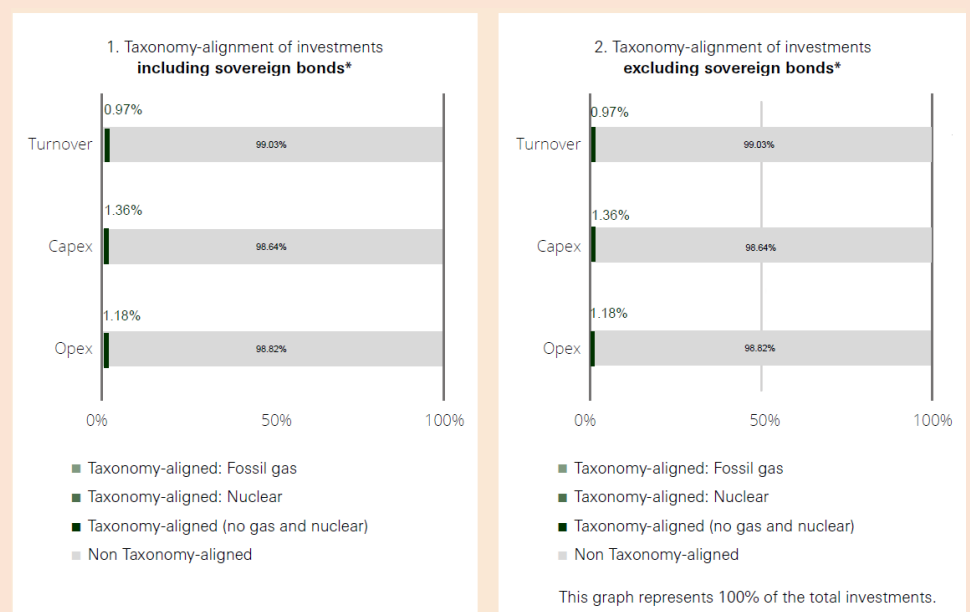 1. Taxonomy-alignment of investments
including sovereign bonds*
0.97%
Turnover
99.03%
1.36%
Capex
98.64%
1.18%
Opex
98.82%
0%
50%
100%
Taxonomy-aligned: Fossil gas
Taxonomy-aligned: Nuclear
Taxonomy-aligned (no gas and nuclear)
Non Taxonomy-aligned
2. Taxonomy-alignment of investments
excluding sovereign bonds*
0.97%
Turnover
99.03%
1.36%
Capex
98.64%
1.18%
Opex
98.82%
0%
50%
100%
Taxonomy-aligned: Fossil gas
Taxonomy-aligned: Nuclear
Taxonomy-aligned (no gas and nuclear)
Non Taxonomy-aligned
This graph represents 100% of the total investments.